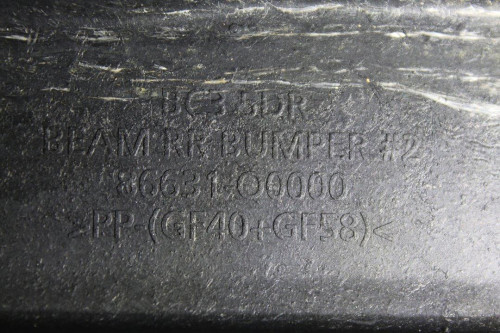 BC3 5DR
BEAM RR BUMPER #2
86631-O0000
>PP-(GF40+GF58)<